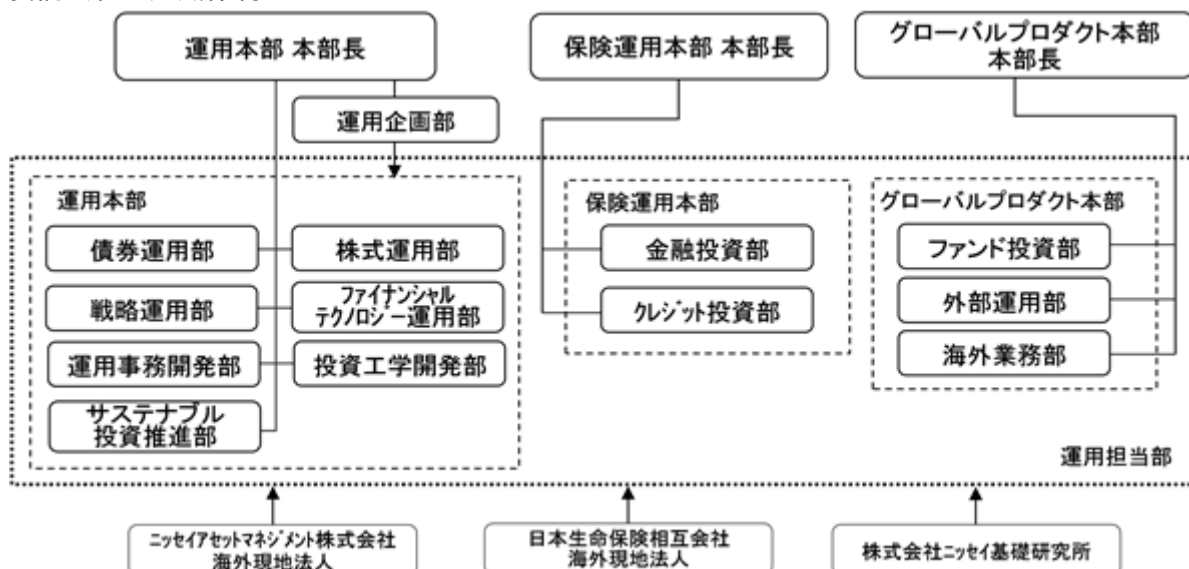 運用本部 本部長
保険運用本部 本部長
グローバルプロダクト本部
本部長
運用企画部
運用本部
債券運用部
株式運用部
戦略運用部
ファイナンシャル
テクノロジー運用部
運用事務開発部
投資工学開発部
サステナブル
投資推進部
保険運用本部
金融投資部
クレジット投資部
グローバルプロダクト本部
ファンド投資部
外部運用部
海外業務部
運用担当部
ニッセイアセットマネジメント株式会社
海外現地法人
日本生命保険相互会社
海外現地法人
株式会社ニッセイ基礎研究所